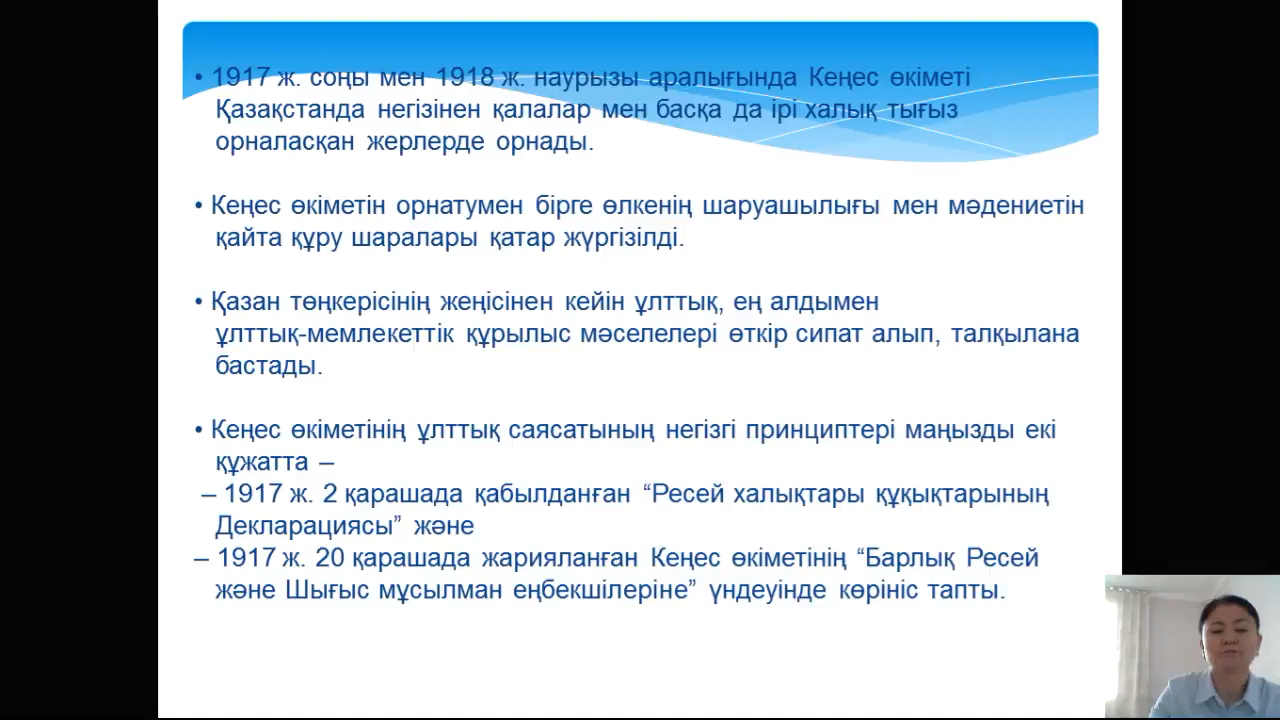 • 1917 ж. соңы мен 1918 ж. наурызы аралығында Кеңес өкіметі
Қазақстанда негізінен қалалар мен басқа да ірі халық тығыз
орналасқан жерлерде орнады.
• Кеңес өкіметін орнатумен бірге өлкенің шаруашылығы мен мәдениетін
қайта құру шаралары қатар жүргізілді.
• Қазан төңкерісінің жеңісінен кейін ұлттық, ең алдымен
ұлттық-мемлекеттік құрылыс мәселелері өткір сипат алып, талқылана
бастады.
• Кеңес өкіметінің ұлттық саясатының негізгі принциптері маңызды екі
құжатта –
– 1917 ж. 2 қарашада қабылданған “Ресей халықтары құқықтарының
Декларациясы” және
– 1917 ж. 20 қарашада жарияланған Кеңес өкіметінің “Барлық Ресей
және Шығыс мұсылман еңбекшілеріне” үндеуінде көрініс тапты.